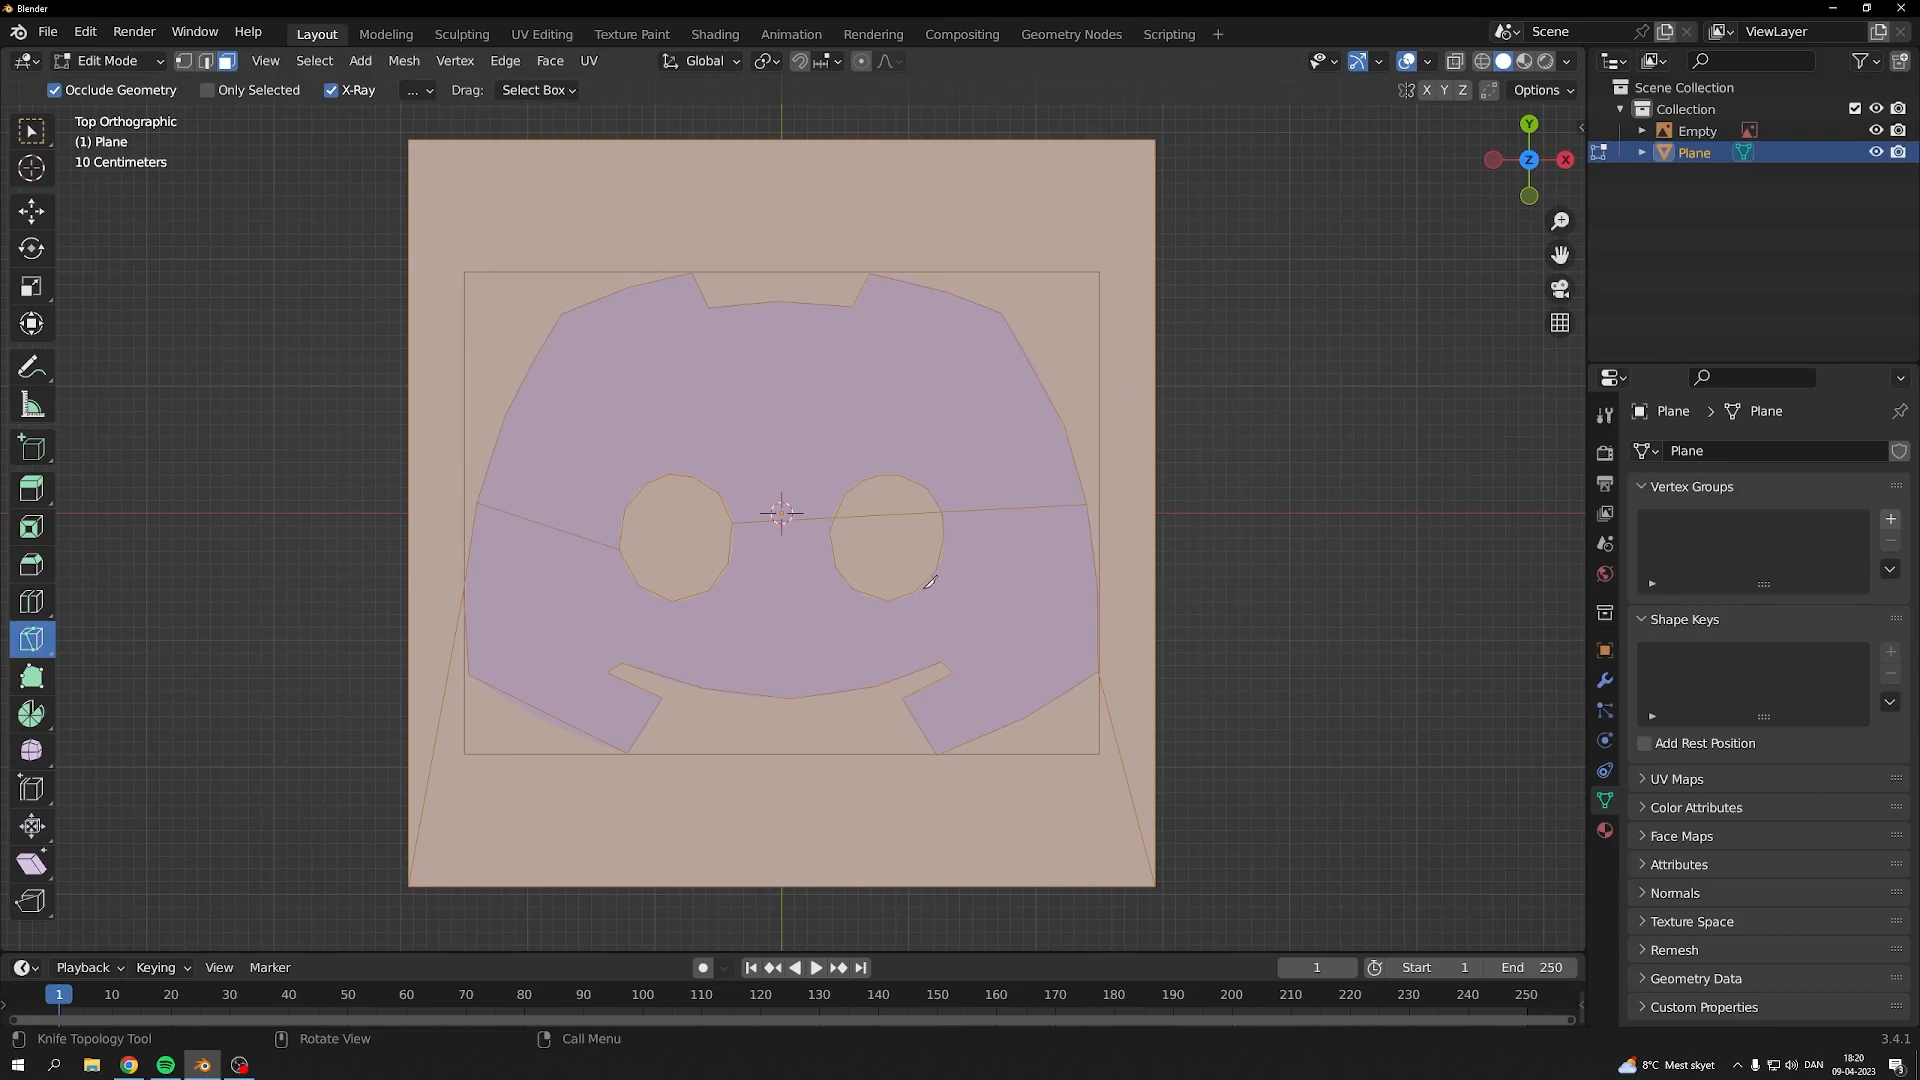 Blender
File Edit Render Window Help Layout Modeling Sculpting UV Editing Texture Paint Shading Animation Rendering Compositing Geometry Nodes Scripting + Scene ViewLayer
Edit Mode View Select Add Mesh Vertex Edge Face UV Global
Occlude Geometry Only Selected X-Ray ... Drag: Select Box X Y Z Options
Top Orthographic
(1) Plane
10 Centimeters
Y
Z X
Scene Collection
Collection
Empty
Plane
Plane > Plane
Plane
Vertex Groups
Shape Keys
Add Rest Position
UV Maps
Color Attributes
Face Maps
Attributes
Normals
Texture Space
Remesh
Geometry Data
Custom Properties
Playback Keying View Marker 1 Start 1 End 250
1 10 20 30 40 50 60 70 80 90 100 110 120 130 140 150 160 170 180 190 200 210 220 230 240 250
Knife Topology Tool Rotate View Call Menu 3.4.1
8°C Mest skyet DAN 18:20
09-04-2023 3